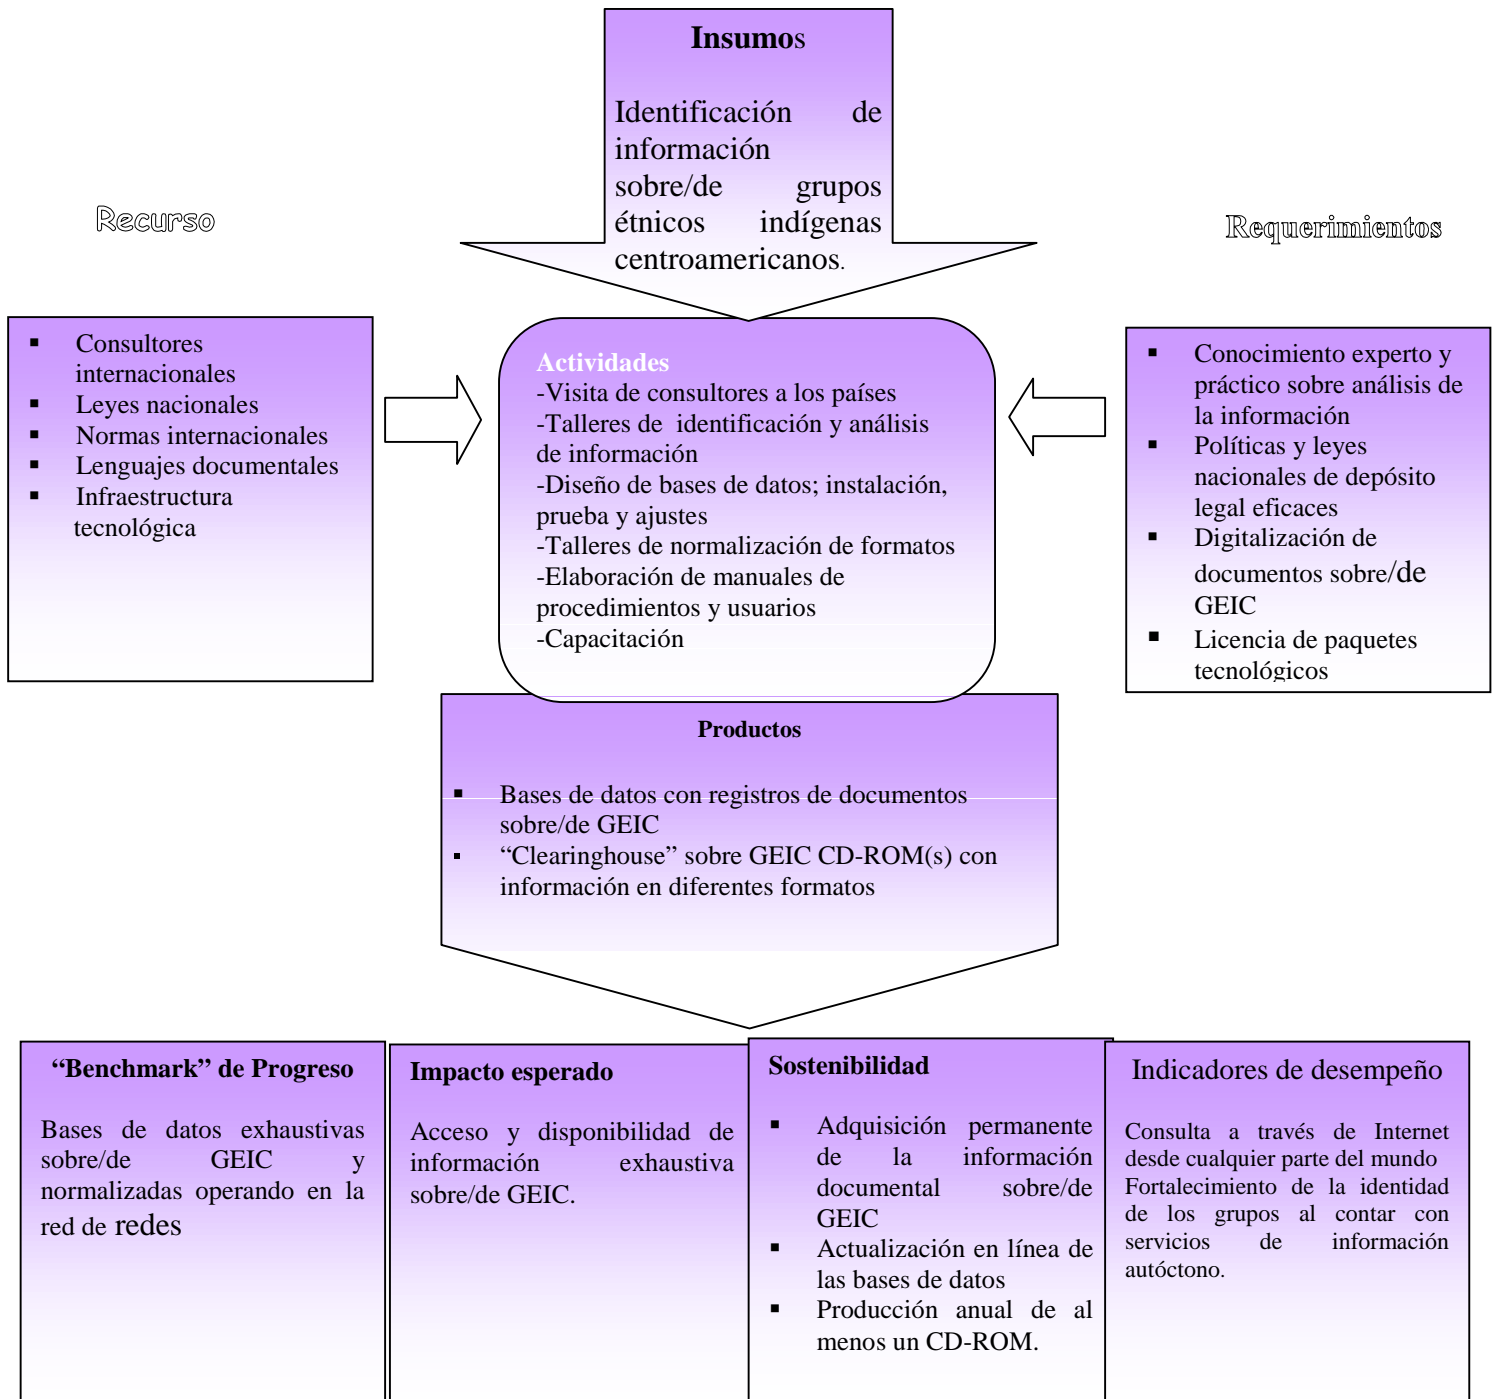 Insumos
Identificación de
información
sobre/de grupos
étnicos indígenas
centroamericanos.
Recurso
Requerimientos
▪ Consultores
internacionales
▪ Leyes nacionales
▪ Normas internacionales
▪ Lenguajes documentales
▪ Infraestructura
tecnológica
Actividades
-Visita de consultores a los países
-Talleres de identificación y análisis
de información
-Diseño de bases de datos; instalación,
prueba y ajustes
-Talleres de normalización de formatos
-Elaboración de manuales de
procedimientos y usuarios
-Capacitación
▪ Conocimiento experto y
práctico sobre análisis de
la información
▪ Políticas y leyes
nacionales de depósito
legal eficaces
▪ Digitalización de
documentos sobre/de
GEIC
▪ Licencia de paquetes
tecnológicos
Productos
▪ Bases de datos con registros de documentos
sobre/de GEIC
▪ “Clearinghouse” sobre GEIC CD-ROM(s) con
información en diferentes formatos
“Benchmark” de Progreso
Bases de datos exhaustivas
sobre/de GEIC y
normalizadas operando en la
red de redes
Impacto esperado
Acceso y disponibilidad de
información exhaustiva
sobre/de GEIC.
Sostenibilidad
▪ Adquisición permanente
de la información
documental sobre/de
GEIC
▪ Actualización en línea de
las bases de datos
▪ Producción anual de al
menos un CD-ROM.
Indicadores de desempeño
Consulta a través de Internet
desde cualquier parte del mundo
Fortalecimiento de la identidad
de los grupos al contar con
servicios de información
autóctono.